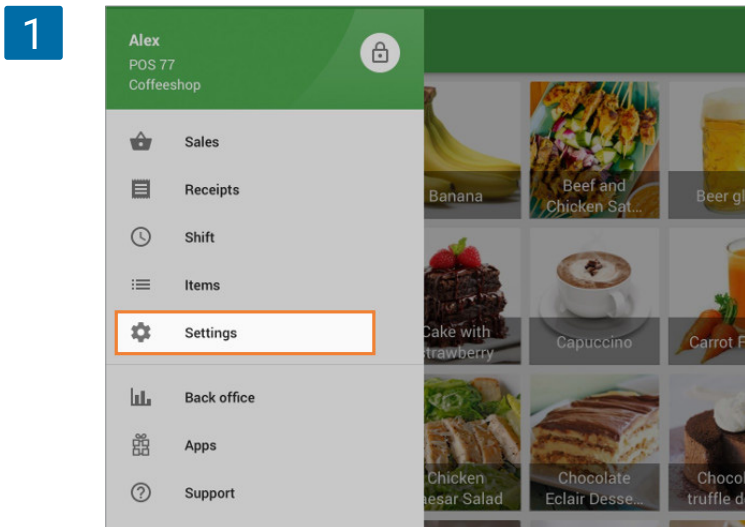 1
Alex
POS 77
Coffeeshop
Sales
Receipts
Shift
Items
Settings
Back office
Apps
Support
Banana
Beef and
Chicken Sat...
Beer gl
Cake with
strawberry
Capuccino
Carrot F
Chicken
aesar Salad
Chocolate
Eclair Desse...
Chocol
truffle d